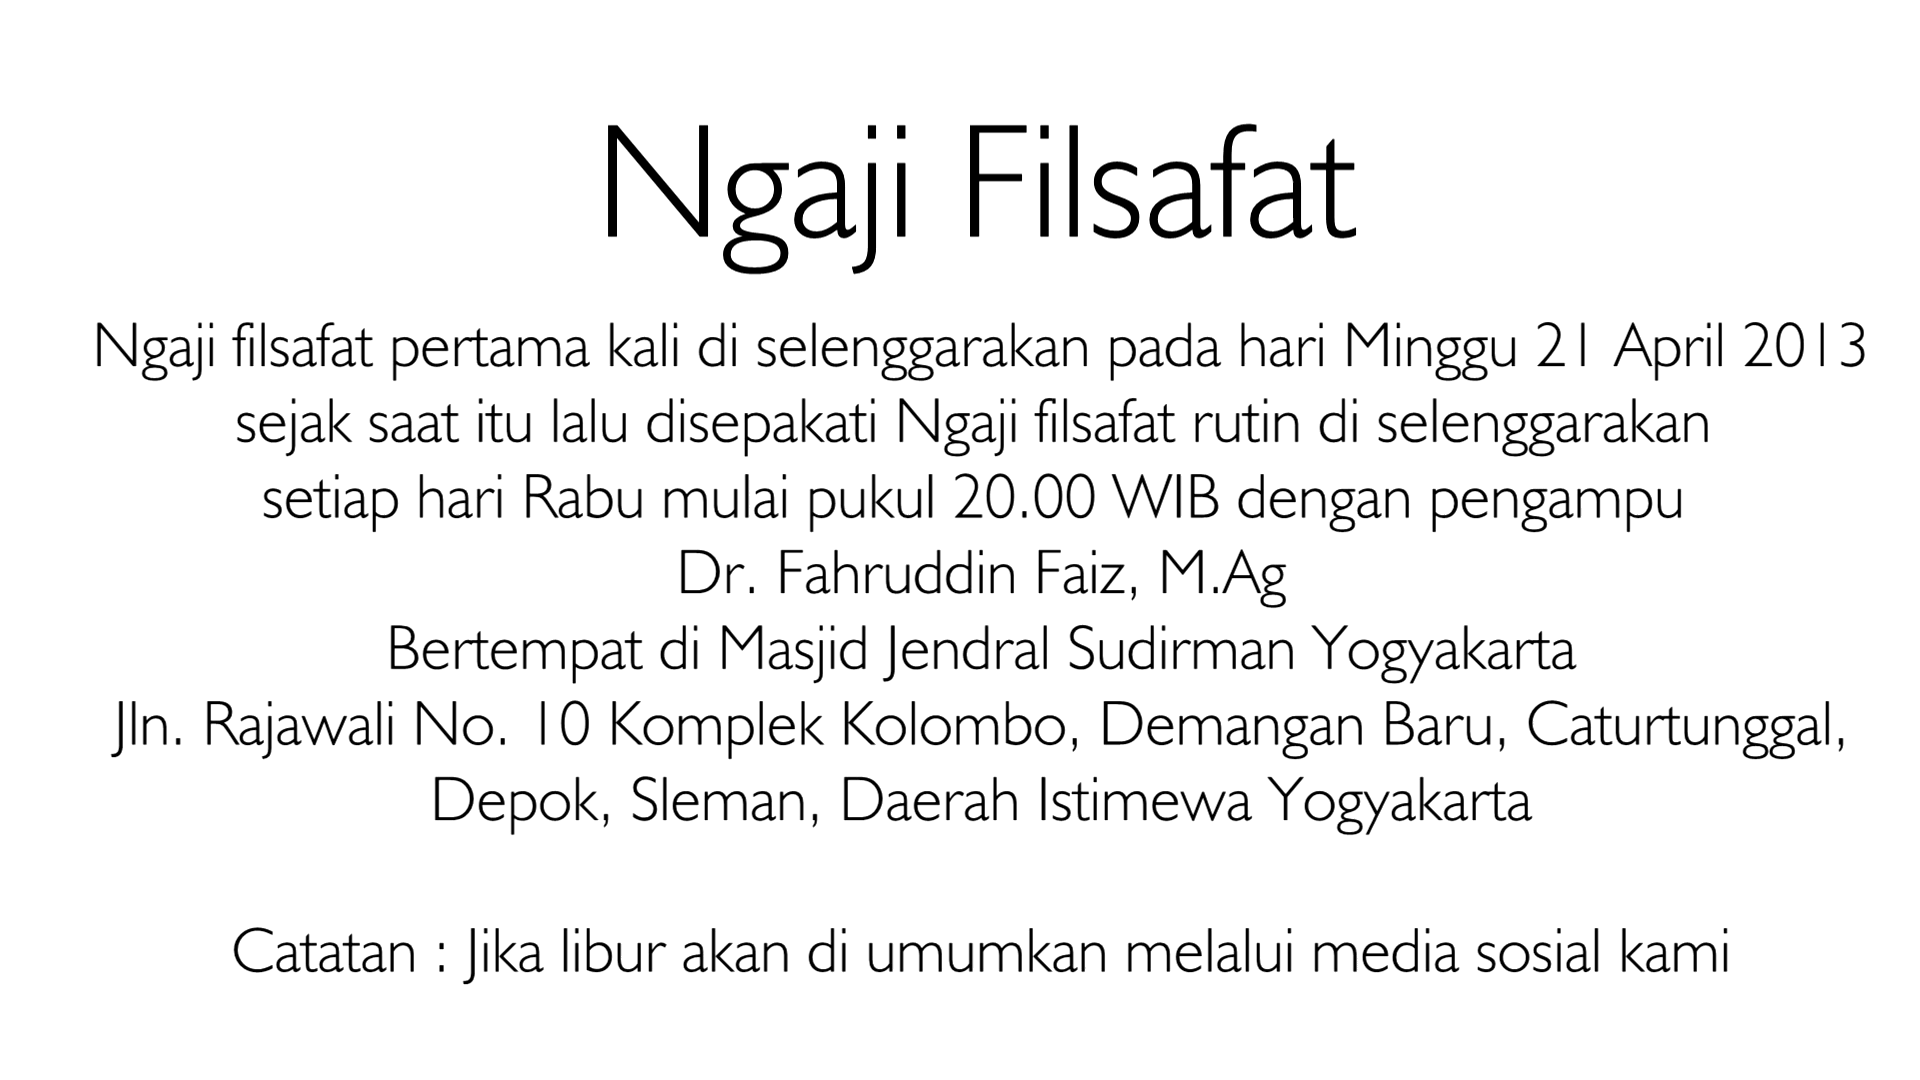 Ngaji Filsafat
Ngaji filsafat pertama kali di selenggarakan pada hari Minggu 21 April 2013
sejak saat itu lalu disepakati Ngaji filsafat rutin di selenggarakan
setiap hari Rabu mulai pukul 20.00 WIB dengan pengampu
Dr. Fahruddin Faiz, M.Ag
Bertempat di Masjid Jendral Sudirman Yogyakarta
Jln. Rajawali No. 10 Komplek Kolombo, Demangan Baru, Caturtunggal,
Depok, Sleman, Daerah Istimewa Yogyakarta
Catatan : Jika libur akan di umumkan melalui media sosial kami